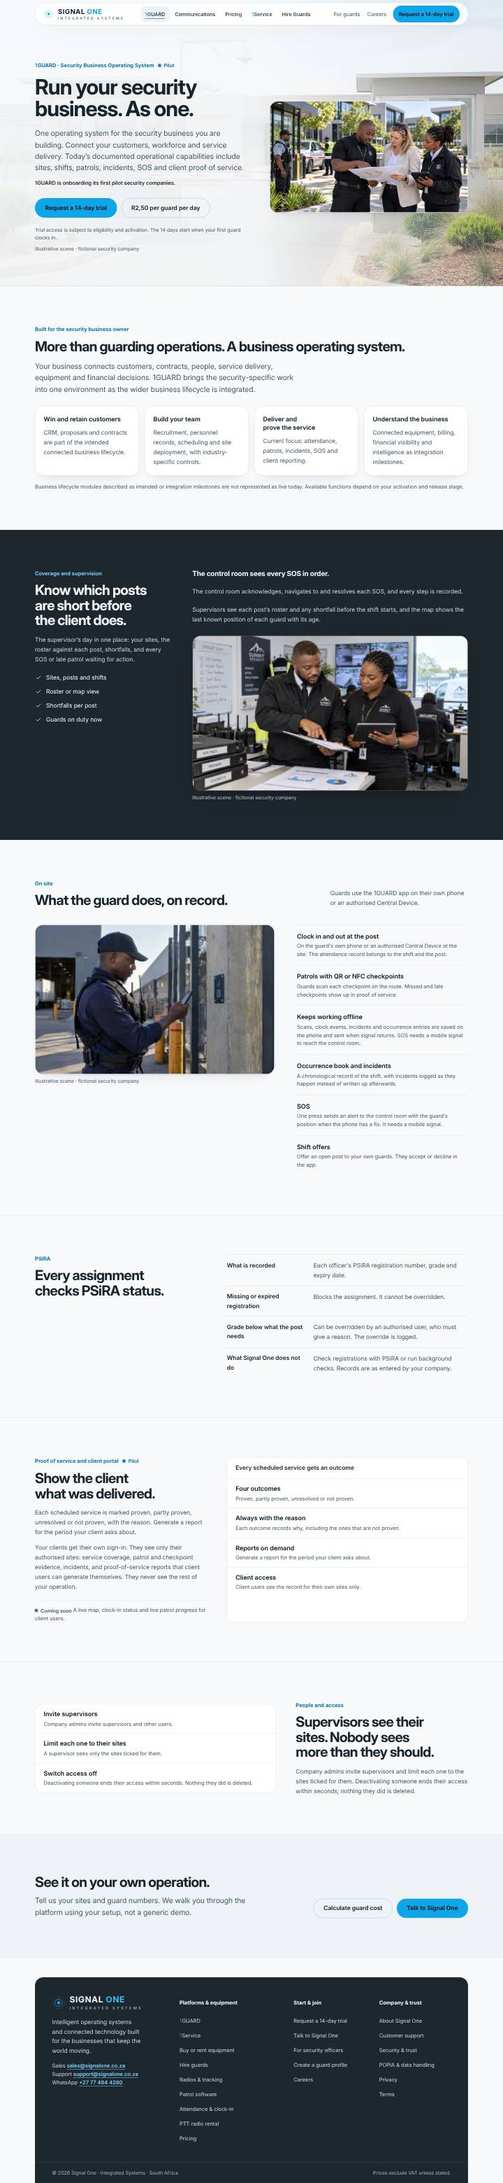 SIGNAL ONE
INTEGRATED SYSTEMS
1GUARD
Communications
Pricing
1Service
Hire Guards
For guards
Careers
Request a 14-day trial
1GUARD · Security Business Operating System
Pilot
Run your security
business. As one.
One operating system for the security business you are
building. Connect your customers, workforce and service
delivery. Today's documented operational capabilities include
sites, shifts, patrols, incidents, SOS and client proof of service.
1GUARD is onboarding its first pilot security companies.
Request a 14-day trial
R2,50 per guard per day
Trial access is subject to eligibility and activation. The 14 days start when your first guard
clocks in.
Illustrative scene · fictional security company
Built for the security business owner
More than guarding operations. A business operating system.
Your business connects customers, contracts, people, service delivery,
equipment and financial decisions. 1GUARD brings the security-specific work
into one environment as the wider business lifecycle is integrated.
Win and retain customers
CRM, proposals and contracts
are part of the intended
connected business lifecycle.
Build your team
Recruitment, personnel
records, scheduling and site
deployment, with industry-
specific controls.
Deliver and
prove the service
Current focus: attendance,
patrols, incidents, SOS and
client reporting.
Understand the business
Connected equipment, billing,
financial visibility and
intelligence as integration
milestones.
Business lifecycle modules described as intended or integration milestones are not represented as live today. Available functions depend on your activation and release stage.
Coverage and supervision
Know which posts
are short before
the client does.
The supervisor's day in one place: your sites, the
roster against each post, shortfalls, and every
SOS or late patrol waiting for action.
Sites, posts and shifts
Roster or map view
Shortfalls per post
Guards on duty now
The control room sees every SOS in order.
The control room acknowledges, navigates to and resolves each SOS, and every step is recorded.
Supervisors see each post's roster and any shortfall before the shift starts, and the map shows the
last known position of each guard with its age.
Illustrative scene · fictional security company
On site
What the guard does, on record.
Guards use the 1GUARD app on their own phone
or an authorised Central Device.
Illustrative scene · fictional security company
Clock in and out at the post
On the guard's own phone or an authorised Central Device at the
site. The attendance record belongs to the shift and the post.
Patrols with QR or NFC checkpoints
Guards scan each checkpoint on the route. Missed and late
checkpoints show up in proof of service.
Keeps working offline
Scans, clock events, incidents and occurrence entries are saved on
the phone and sent when signal returns. SOS needs a mobile signal
to reach the control room.
Occurrence book and incidents
A chronological record of the shift, with incidents logged as they
happen instead of written up afterwards.
SOS
One press sends an alert to the control room with the guard's
position when the phone has a fix. It needs a mobile signal.
Shift offers
Offer an open post to your own guards. They accept or decline in
the app.
PSiRA
Every assignment
checks PSiRA status.
What is recorded
Each officer's PSiRA registration number, grade and
expiry date.
Missing or expired
registration
Blocks the assignment. It cannot be overridden.
Grade below what the post
needs
Can be overridden by an authorised user, who must
give a reason. The override is logged.
What Signal One does not
do
Check registrations with PSiRA or run background
checks. Records are as entered by your company.
Proof of service and client portal
Pilot
Show the client
what was delivered.
Each scheduled service is marked proven, partly proven,
unresolved or not proven, with the reason. Generate a report
for the period your client asks about.
Your clients get their own sign-in. They see only their
authorised sites: service coverage, patrol and checkpoint
evidence, incidents, and proof-of-service reports that client
users can generate themselves. They never see the rest of
your operation.
Coming soon A live map, clock-in status and live patrol progress for
client users.
Every scheduled service gets an outcome
Four outcomes
Proven, partly proven, unresolved or not proven.
Always with the reason
Each outcome records why, including the ones that are not proven.
Reports on demand
Generate a report for the period your client asks about.
Client access
Client users see the record for their own sites only.
Invite supervisors
Company admins invite supervisors and other users.
Limit each one to their sites
A supervisor sees only the sites ticked for them.
Switch access off
Deactivating someone ends their access within seconds. Nothing they did is deleted.
People and access
Supervisors see their
sites. Nobody sees
more than they should.
Company admins invite supervisors and limit each one to the
sites ticked for them. Deactivating someone ends their access
within seconds; nothing they did is deleted.
See it on your own operation.
Tell us your sites and guard numbers. We walk you through the
platform using your setup, not a generic demo.
Calculate guard cost
Talk to Signal One
SIGNAL ONE
INTEGRATED SYSTEMS
Intelligent operating systems
and connected technology built
for the businesses that keep the
world moving.
Sales sales@signalone.co.za
Support support@signalone.co.za
WhatsApp +27 77 484 4280
Platforms & equipment
1GUARD
1Service
Buy or rent equipment
Hire guards
Radios & tracking
Patrol software
Attendance & clock-in
PTT radio rental
Pricing
Start & join
Request a 14-day trial
Talk to Signal One
For security officers
Create a guard profile
Careers
Company & trust
About Signal One
Customer support
Security & trust
POPIA & data handling
Privacy
Terms
© 2026 Signal One · Integrated Systems · South Africa
Prices exclude VAT unless stated.